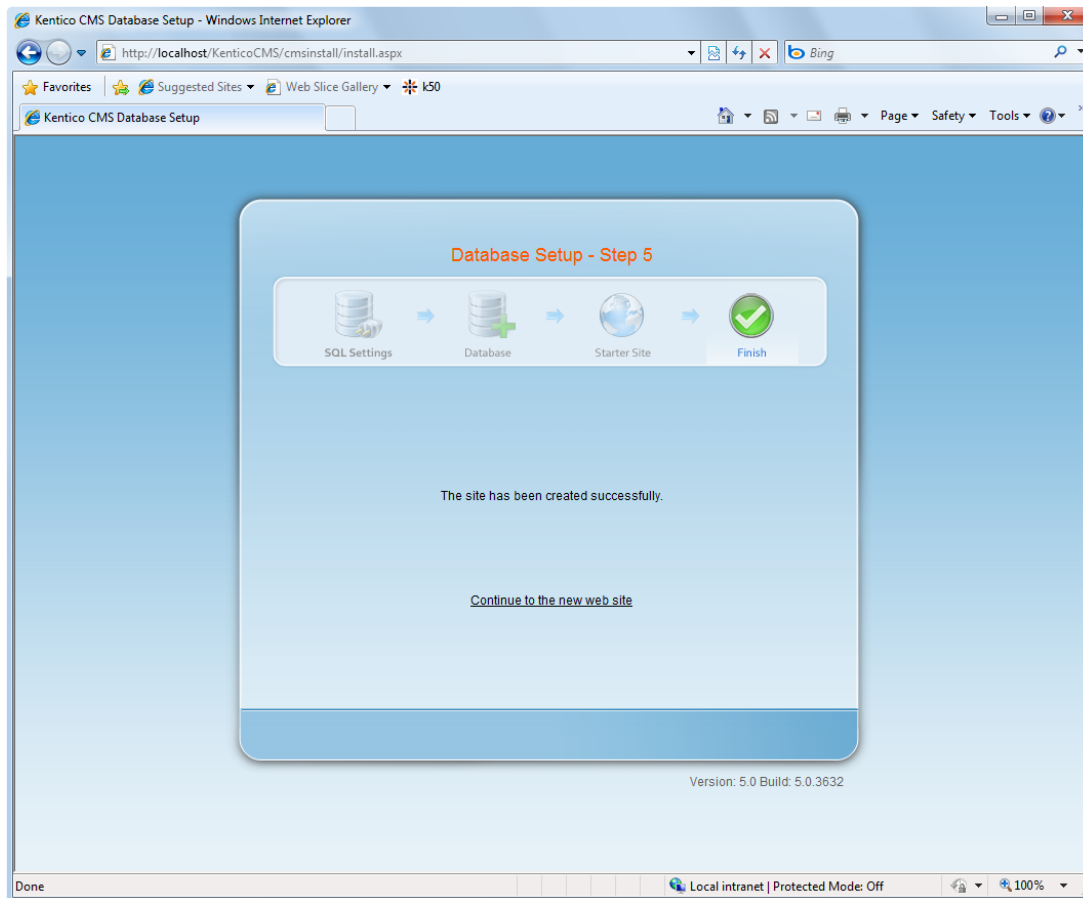 Kentico CMS Database Setup - Windows Internet Explorer
http://localhost/KenticoCMS/cmsinstall/install.aspx
Bing
Favorites Suggested Sites Web Slice Gallery k50
Kentico CMS Database Setup
Page Safety Tools
Database Setup - Step 5
SQL Settings Database Starter Site Finish
The site has been created successfully.
Continue to the new web site
Version: 5.0 Build: 5.0.3632
Done Local intranet | Protected Mode: Off 100%